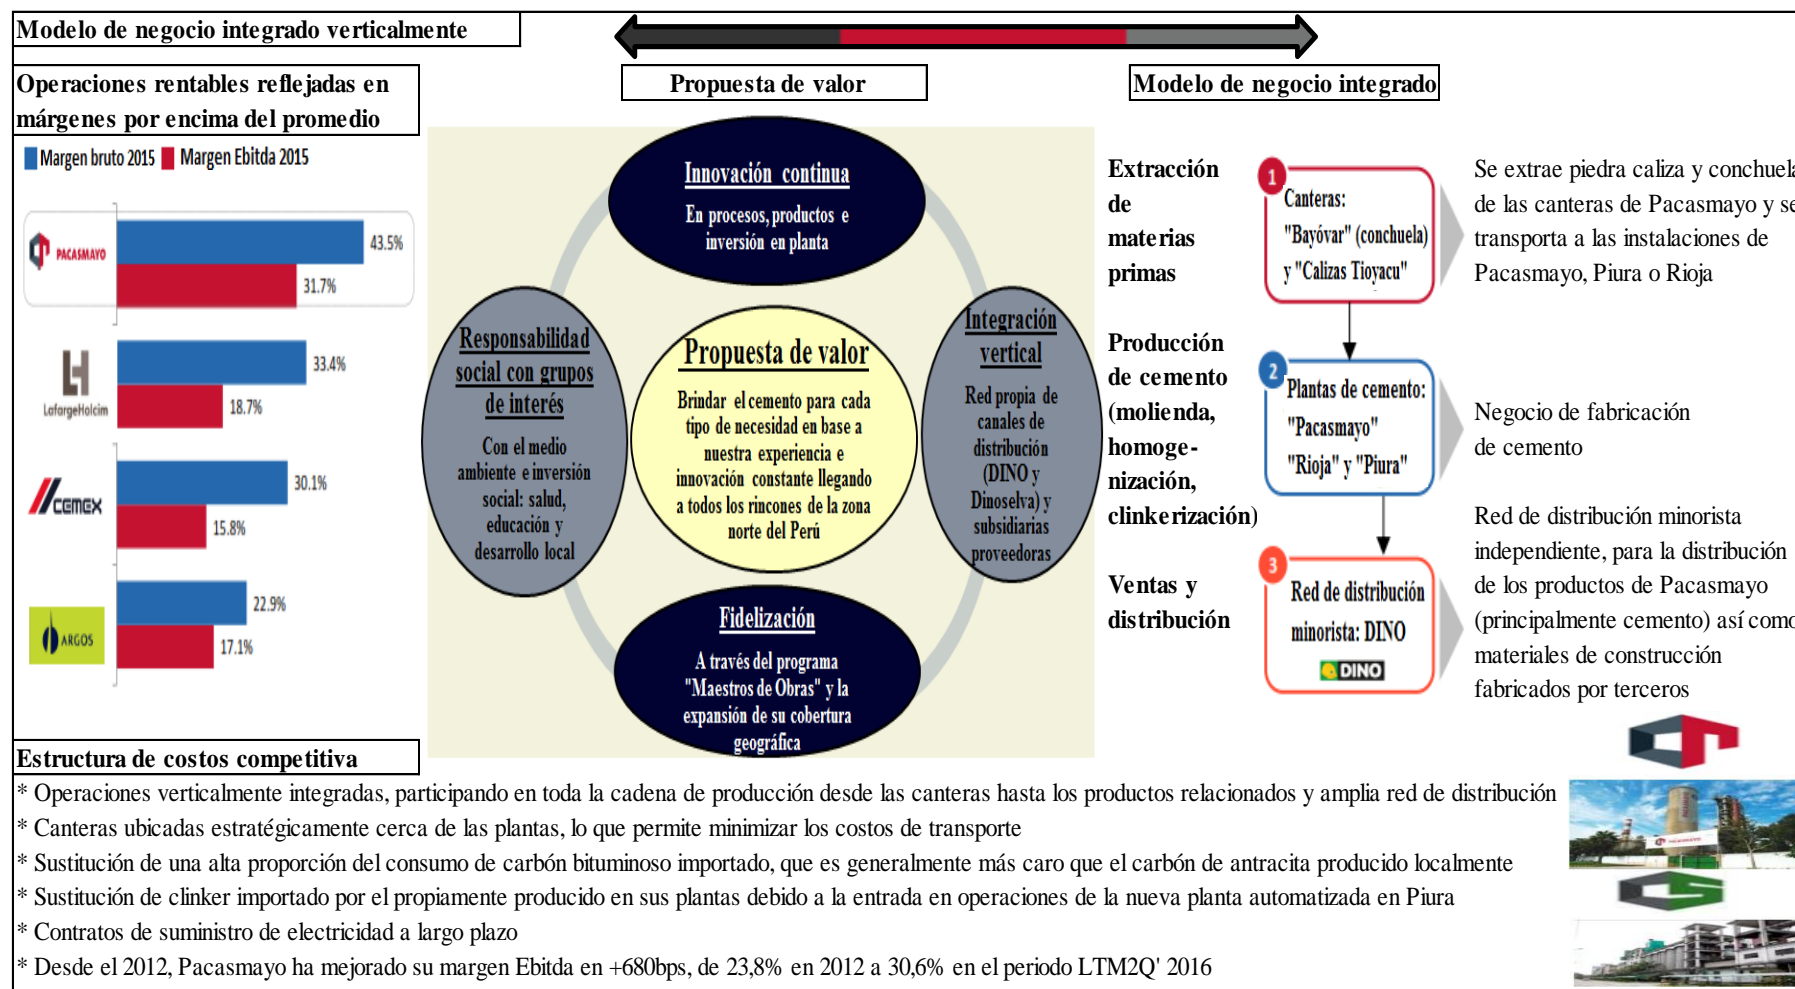 Modelo de negocio integrado verticalmente
Operaciones rentable reflejadas en
márgenes por encima del promedio
Margen bruto 2015 Margen Ebitda 2015
PACASMAYO
43.5%
31.7%
LafargeHolcim
33.4%
18.7%
CEMEX
30.1%
15.8%
ARGOS
22.9%
17.1%
Propuesta de valor
Innovación continua
En procesos, productos e
inversión en planta
Responsabilidad
social con grupos
de interés
Con el medio
ambiente e inversión
social: salud,
educación y
desarrollo local
Propuesta de valor
Brindar el cemento para cada
tipo de necesidad en base a
nuestra experiencia e
innovación constante llegando
a todos los rincones de la zona
norte del Perú
Integración
vertical
Red propia de
canales de
distribución
(DINO y
Dinoselva) y
subsidiarias
proveedoras
Fidelización
A través del programa
"Maestros de Obras" y la
expansión de su cobertura
geográfica
Modelo de negocio integrado
Extracción
de
materias
primas
1
Canteras:
"Bayóvar" (conchuela)
y "Calizas Tioyacu"
Se extrae piedra caliza y conchuela
de las canteras de Pacasmayo y se
transporta a las instalaciones de
Pacasmayo, Piura o Rioja
Producción
de cemento
(molienda,
homoge-
nización,
clinkerización)
2
Plantas de cemento:
"Pacasmayo"
"Rioja" y "Piura"
Negocio de fabricación
de cemento
Ventas y
distribución
3
Red de distribución
minorista: DINO
DINO
Red de distribución minorista
independiente, para la distribución
de los productos de Pacasmayo
(principalmente cemento) así como
materiales de construcción
fabricados por terceros
Estructura de costos competitiva
* Operaciones verticalmente integradas, participando en toda la cadena de producción desde las canteras hasta los productos relacionados y amplia red de distribución
* Canteras ubicadas estratégicamente cerca de las plantas, lo que permite minimizar los costos de transporte
* Sustitución de una alta proporción del consumo de carbón bituminoso importado, que es generalmente más caro que el carbón de antracita producido localmente
* Sustitución de clinker importado por el propiamente producido en sus plantas debido a la entrada en operaciones de la nueva planta automatizada en Piura
* Contratos de suministro de electricidad a largo plazo
* Desde el 2012, Pacasmayo ha mejorado su margen Ebitda en +680bps, de 23,8% en 2012 a 30,6% en el periodo LTM2Q' 2016
PACASMAYO